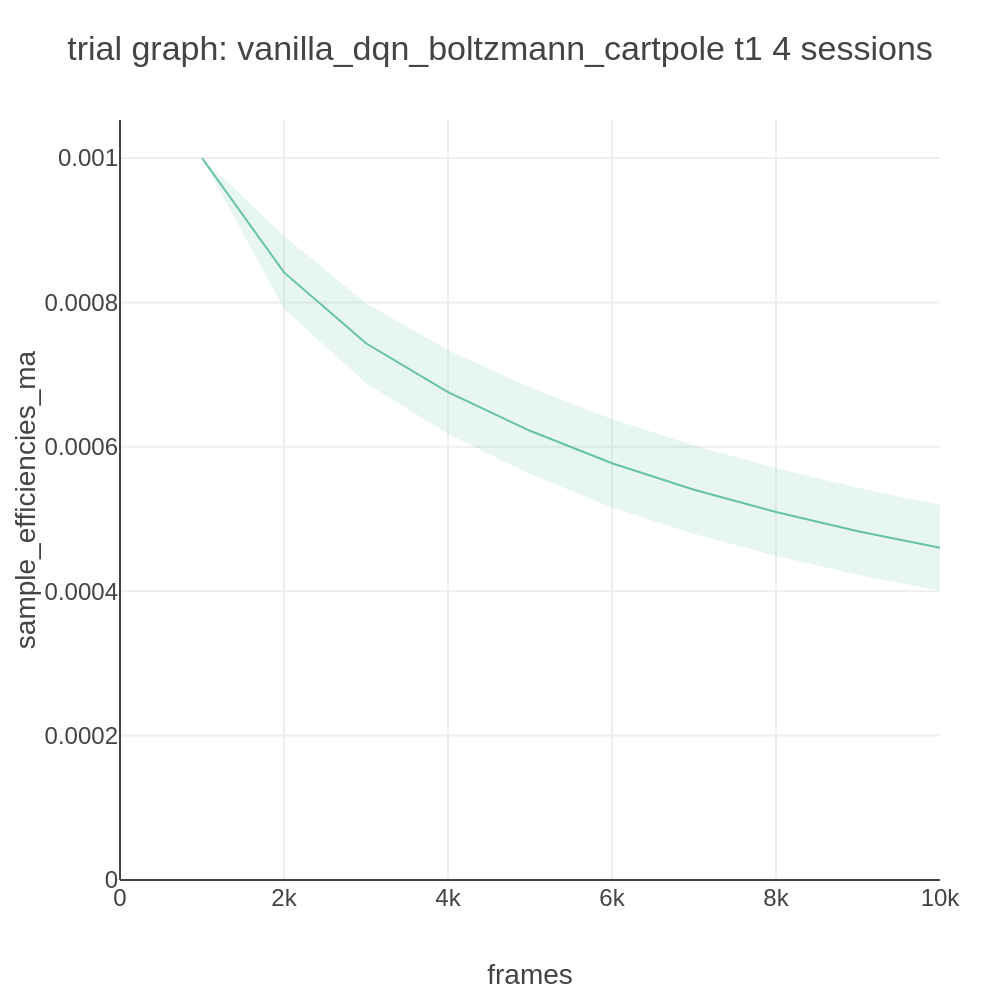 trial graph: vanilla_dqn_boltzmann_cartpole t1 4 sessions
sample_efficiencies_ma
0.001
0.0008
0.0006
0.0004
0.0002
0
0 2k 4k 6k 8k 10k
frames